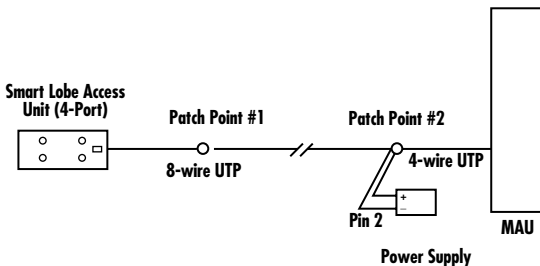 Smart Lobe Access
Unit (4-Port)
Patch Point #1
Patch Point #2
8-wire UTP
4-wire UTP
+
–
Pin 2
MAU
Power Supply